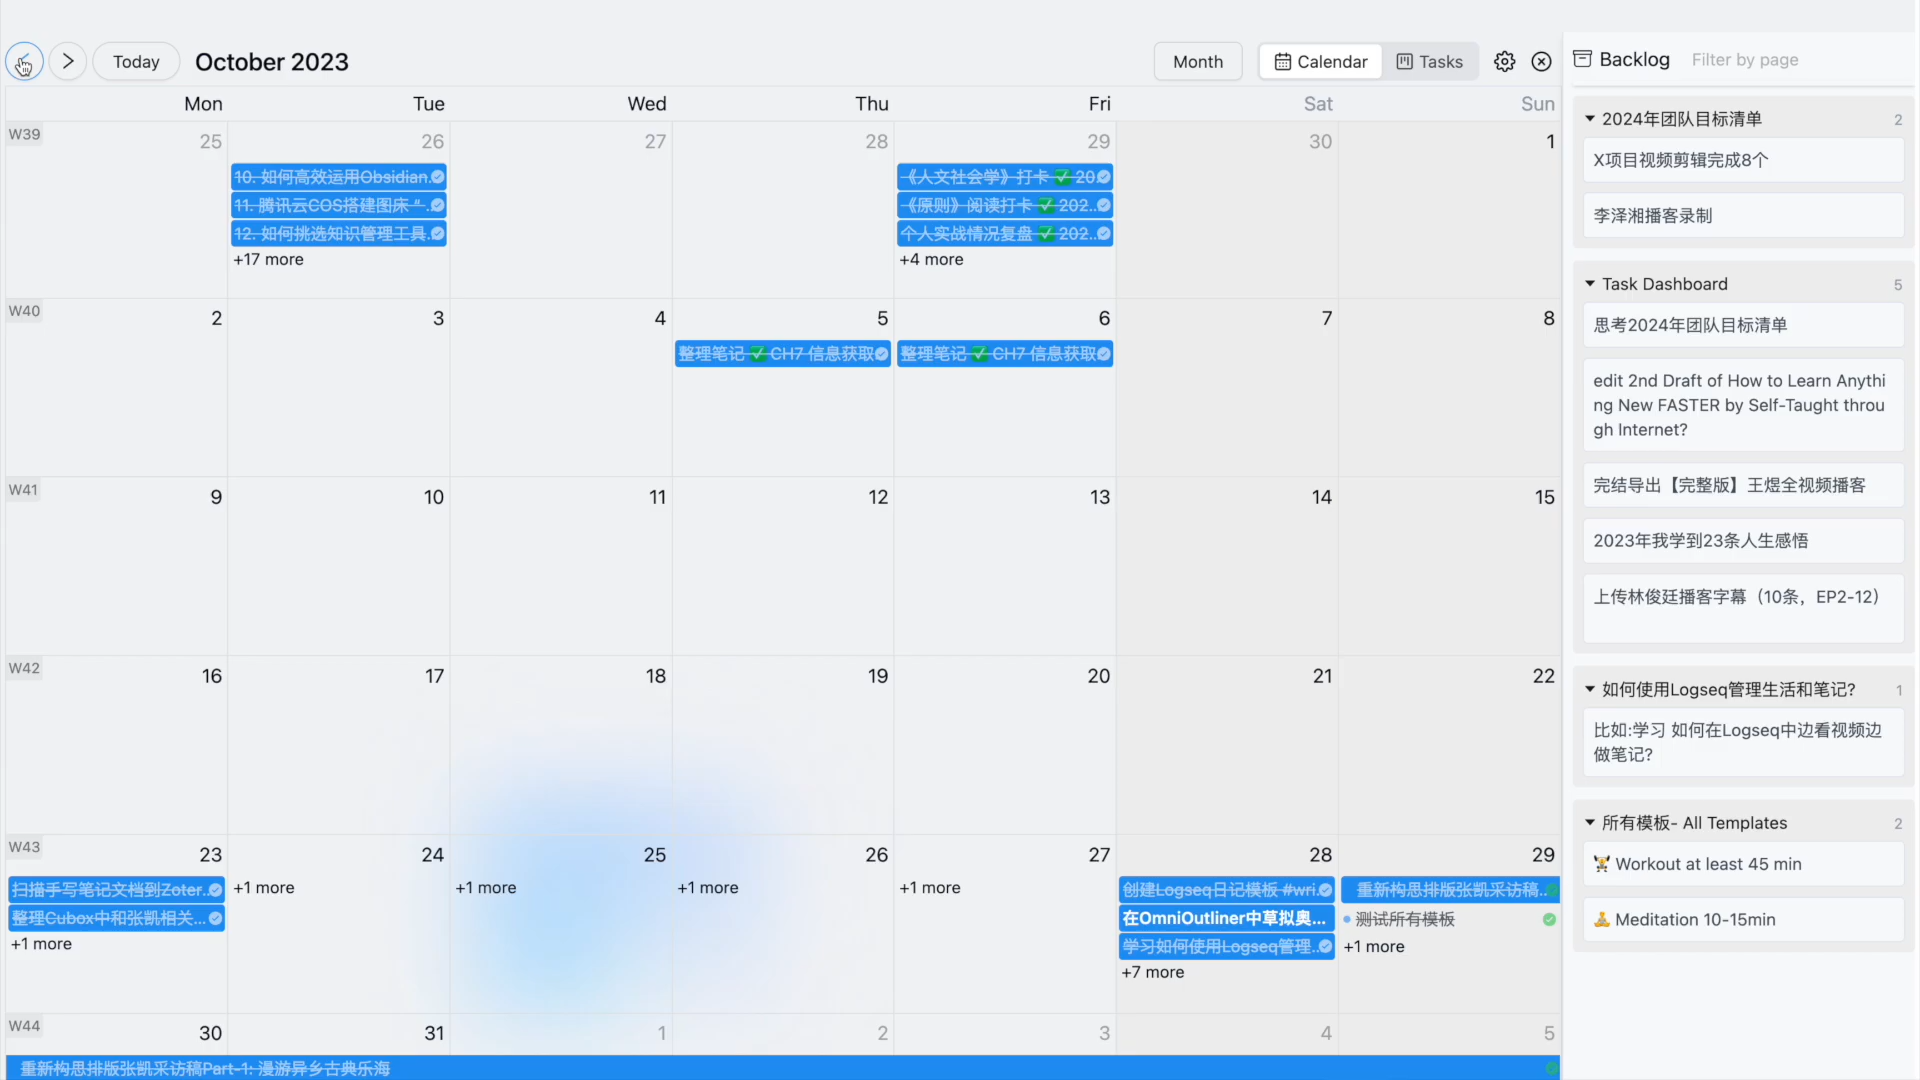 Today
October 2023
Month
Calendar
Tasks
Mon
Tue
Wed
Thu
Fri
Sat
Sun
W39
25
26
27
28
29
30
1
10. 如何高效运用Obsidian.
11. 腾讯云COS搭建图床 “ ..
12. 如何挑选知识管理工具.
+17 more
《人文社会学》打卡 ✅ 20
《原则》阅读打卡 ✅ 202..
个人实战情况复盘 ✅ 202..
+4 more
W40
2
3
4
5
6
7
8
整理笔记 ✅ CH7 信息获取
整理笔记 ✅ CH7 信息获取
W41
9
10
11
12
13
14
15
W42
16
17
18
19
20
21
22
W43
23
24
25
26
27
28
29
扫描手写笔记文档到Zoter..
整理Cubox中和张凯相关...
+1 more
+1 more
+1 more
+1 more
+1 more
创建Logseq日记模板 #wri.
在OmniOutliner中草拟奥...
学习如何使用Logseq管理..
+7 more
重新构思排版张凯采访稿..
测试所有模板
+1 more
W44
30
31
1
2
3
4
5
重新构思排版张凯采访稿Part-1: 漫游异乡古典乐海
Backlog
Filter by page
2024年团队目标清单
2
X项目视频剪辑完成8个
李泽湘播客录制
Task Dashboard
5
思考2024年团队目标清单
edit 2nd Draft of How to Learn Anythi
ng New FASTER by Self-Taught throu
gh Internet?
完结导出【完整版】王煜全视频播客
2023年我学到23条人生感悟
上传林俊廷播客字幕（10条，EP2-12）
如何使用Logseq管理生活和笔记?
1
比如:学习 如何在Logseq中边看视频边
做笔记?
所有模板- All Templates
2
🏋️ Workout at least 45 min
🧘 Meditation 10-15min